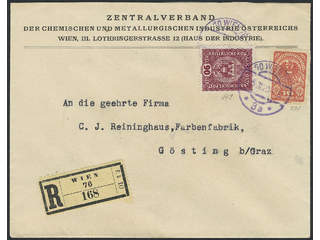 ZENTRALVERBAND
DER CHEMISCHEN UND METALLURGISCHEN INDUSTRIE ÖSTERREICHS
WIEN, III. LOTHRINGERSTRASSE 12 (HAUS DER INDUSTRIE).
An die geehrte Firma
C. J. Reininghaus, Farbenfabrik,
Gösting b/Graz
R
WIEN
76
168